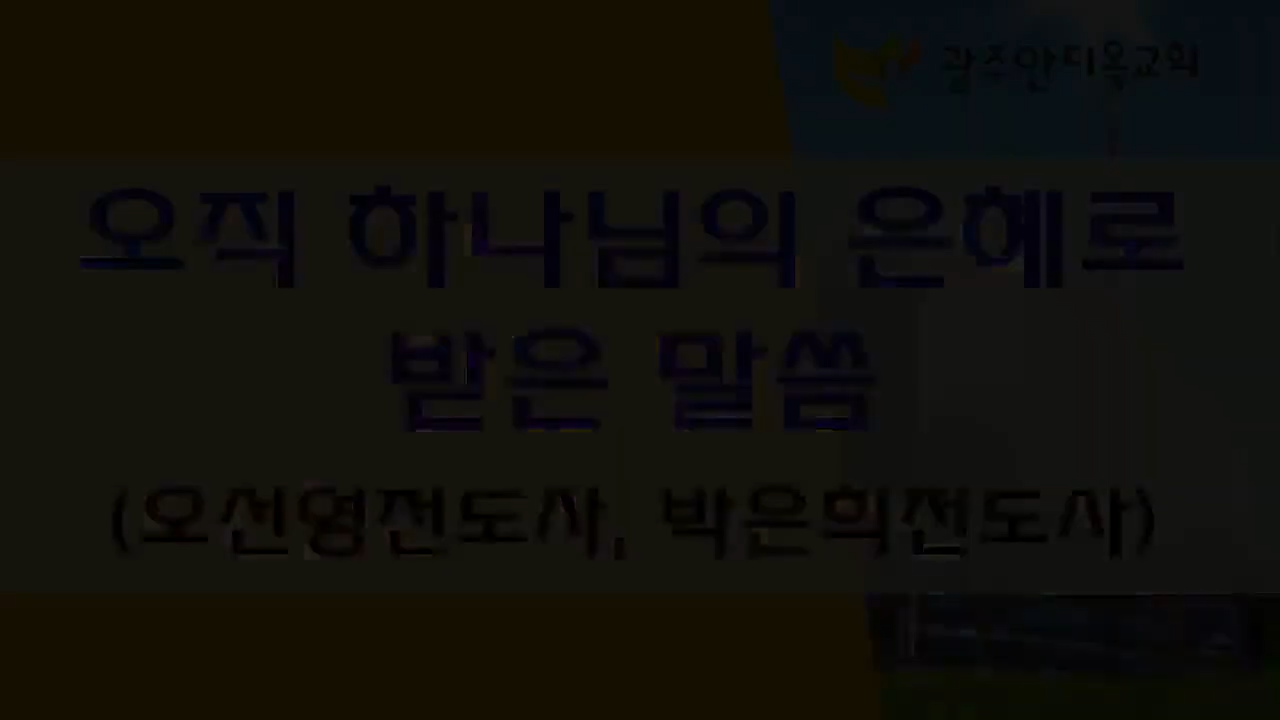 광주안디옥교회
오직 하나님의 은혜로
받은 말씀
(오선영전도사, 박은희전도사)